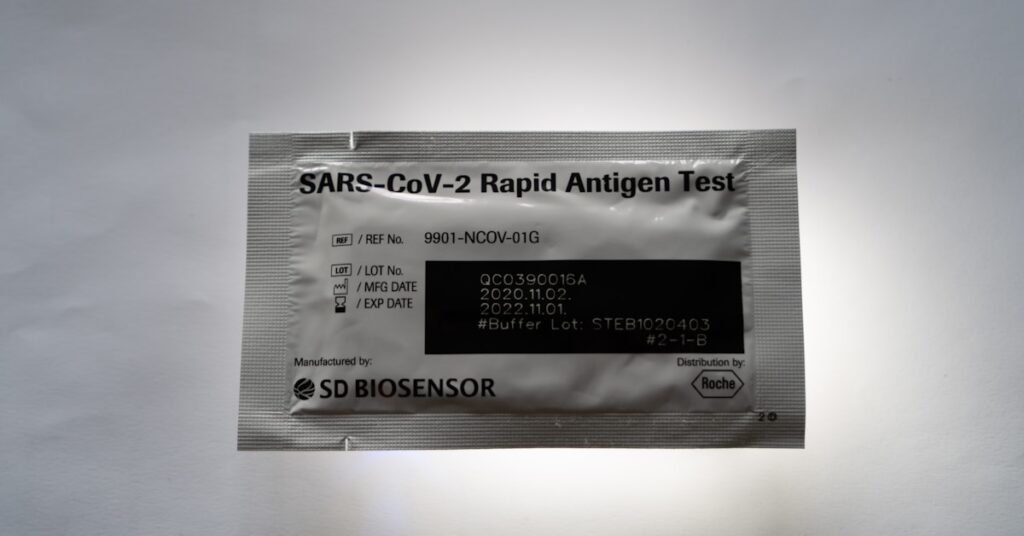 SARS-CoV-2 Rapid Antigen Test
REF / REF No. 9901-NCOV-01G
LOT / LOT No. QC0390016A
/ MFG DATE 2020.11.02.
/ EXP DATE 2022.11.01.
#Buffer Lot: STEB1020403
#2-1-B
Manufactured by: Distribution by:
SD BIOSENSOR Roche
2